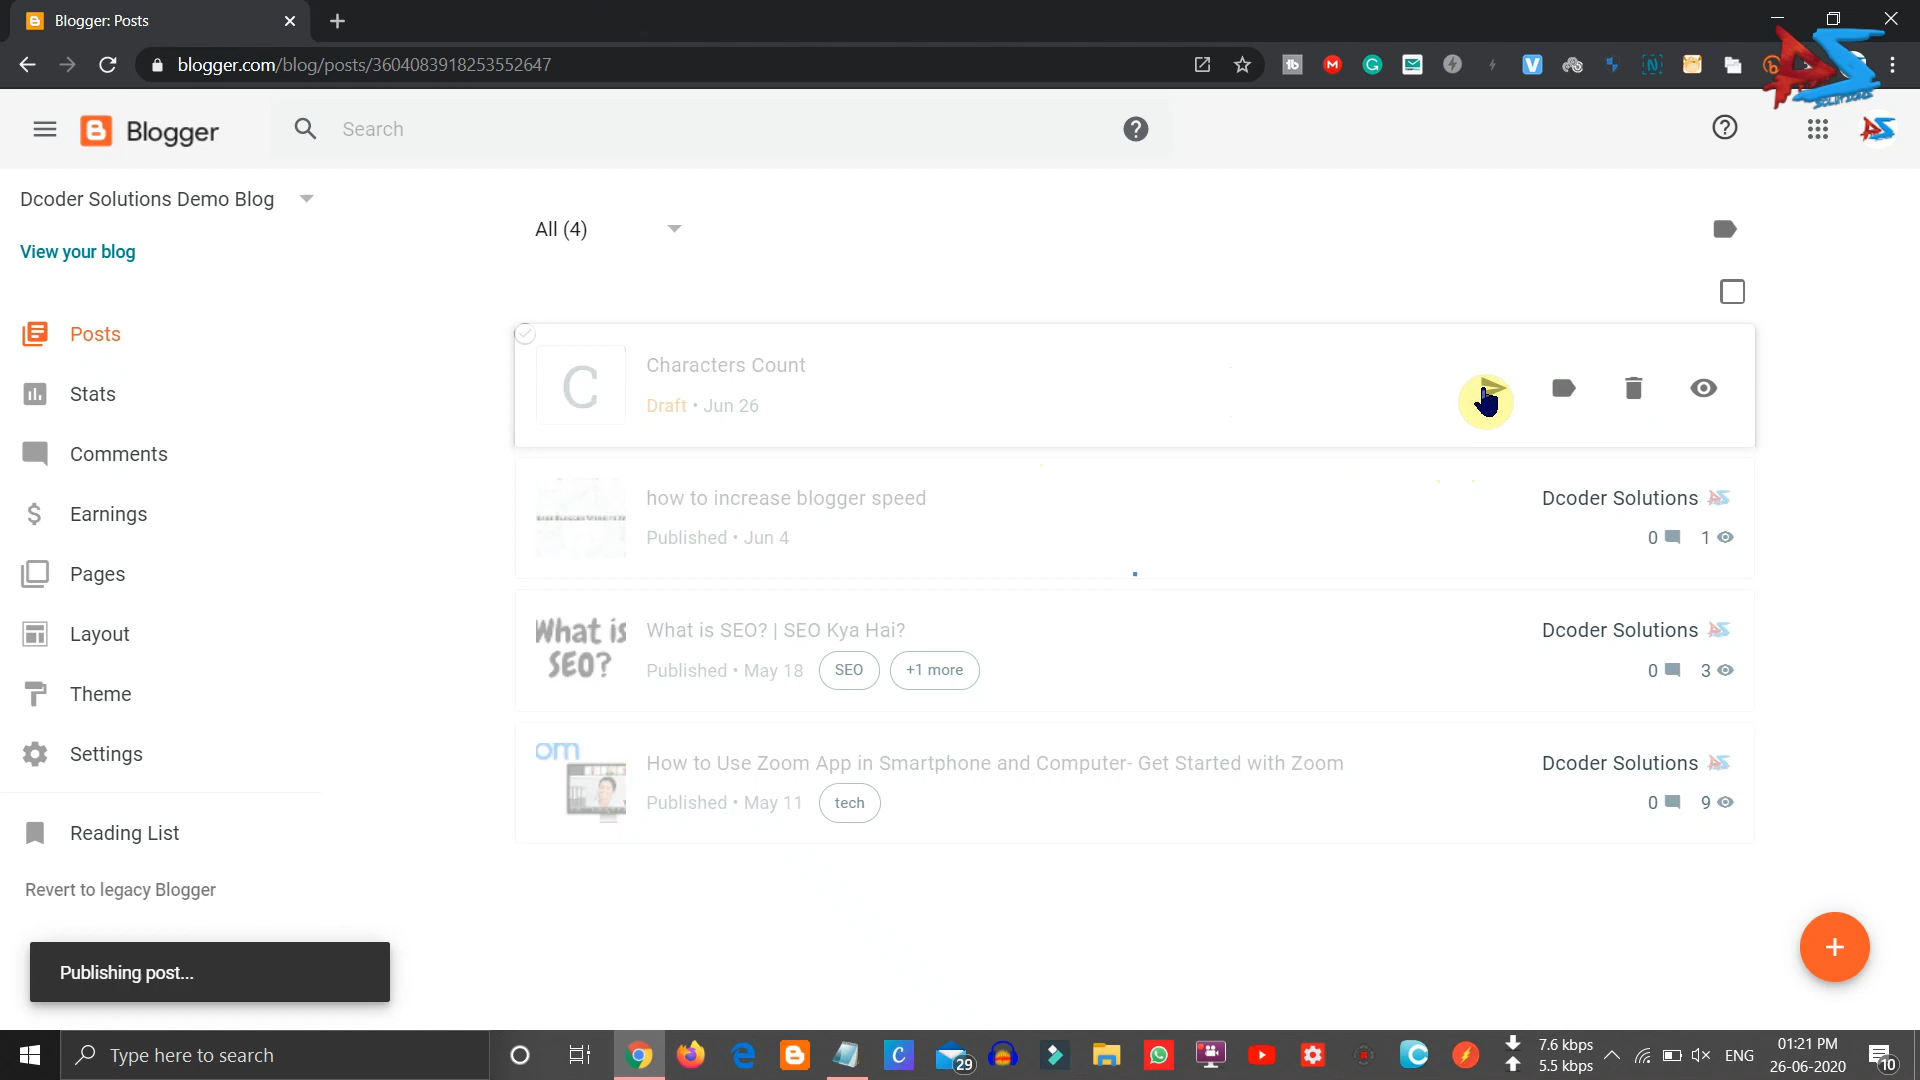 Blogger: Posts
blogger.com/blog/posts/3604083918253552647
SOLUTIONS
Blogger
Search
Dcoder Solutions Demo Blog
View your blog
All (4)
Posts
Stats
Comments
Earnings
Pages
Layout
Theme
Settings
Reading List
Revert to legacy Blogger
C
Characters Count
Draft • Jun 26
how to increase blogger speed
Published • Jun 4
Dcoder Solutions
0 1
What is SEO?
What is SEO? | SEO Kya Hai?
Published • May 18 SEO +1 more
Dcoder Solutions
0 3
om
How to Use Zoom App in Smartphone and Computer- Get Started with Zoom
Published • May 11 tech
Dcoder Solutions
0 9
Publishing post...
Type here to search
29
7.6 kbps
5.5 kbps
ENG
01:21 PM
26-06-2020
10